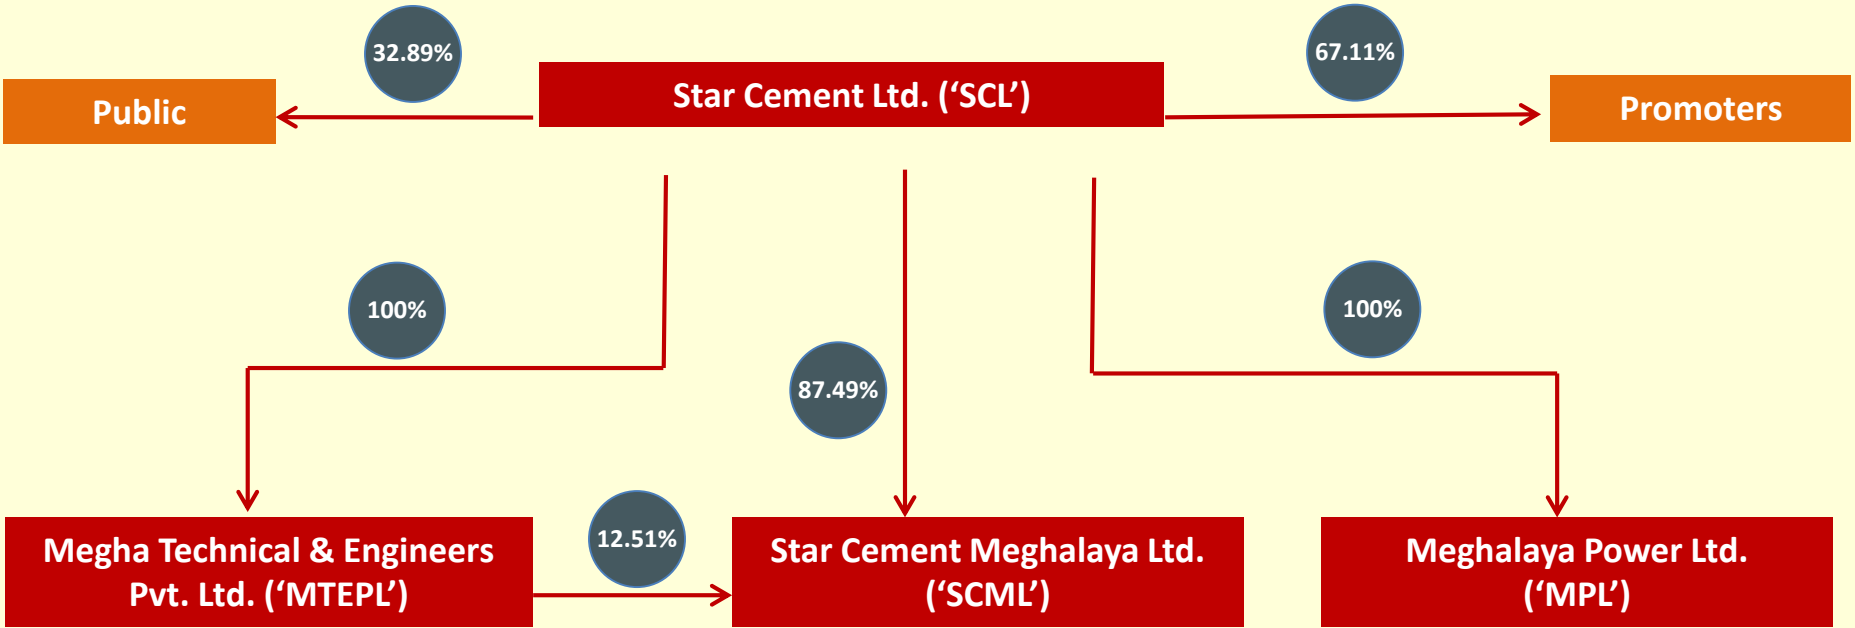 32.89%
67.11%
Public
Star Cement Ltd. (‘SCL’)
Promoters
100%
100%
87.49%
12.51%
Megha Technical & Engineers
Pvt. Ltd. (‘MTEPL’)
Star Cement Meghalaya Ltd.
(‘SCML’)
Meghalaya Power Ltd.
(‘MPL’)